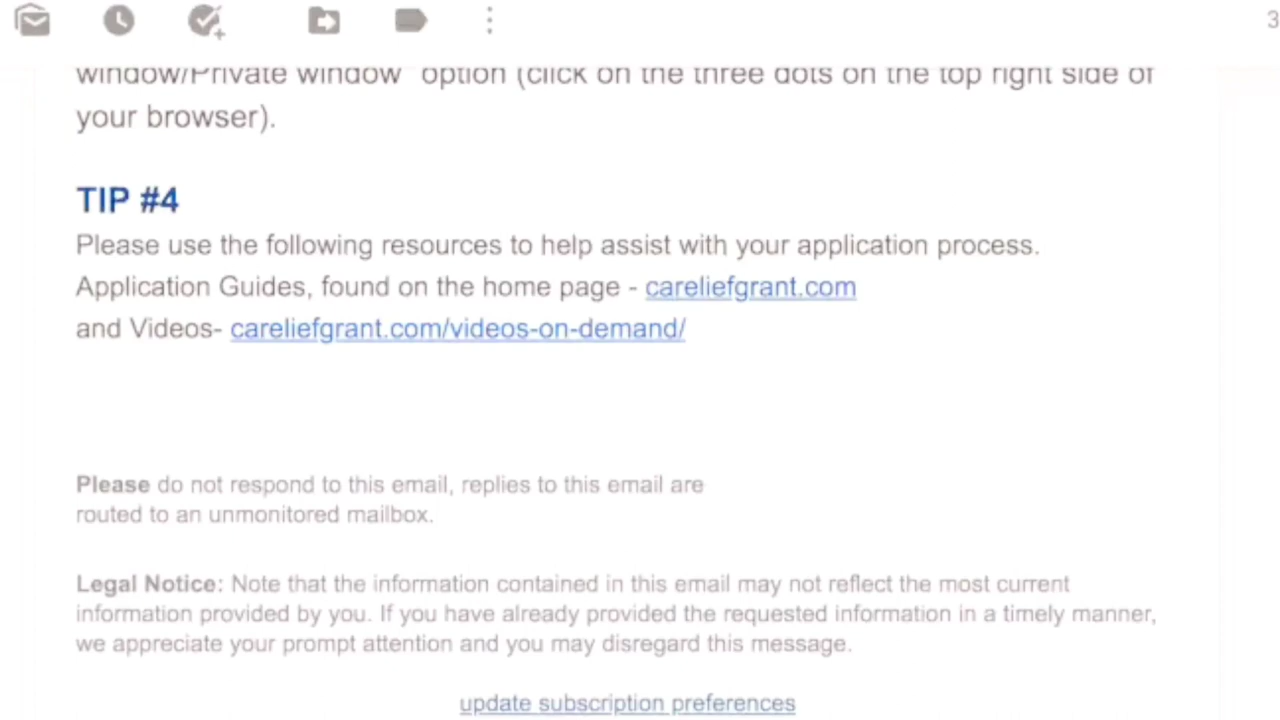 3
window/Private window" option (click on the three dots on the top right side of
your browser).
TIP #4
Please use the following resources to help assist with your application process.
Application Guides, found on the home page - careliefgrant.com
and Videos- careliefgrant.com/videos-on-demand/
Please do not respond to this email, replies to this email are
routed to an unmonitored mailbox.
Legal Notice: Note that the information contained in this email may not reflect the most current
information provided by you. If you have already provided the requested information in a timely manner,
we appreciate your prompt attention and you may disregard this message.
update subscription preferences